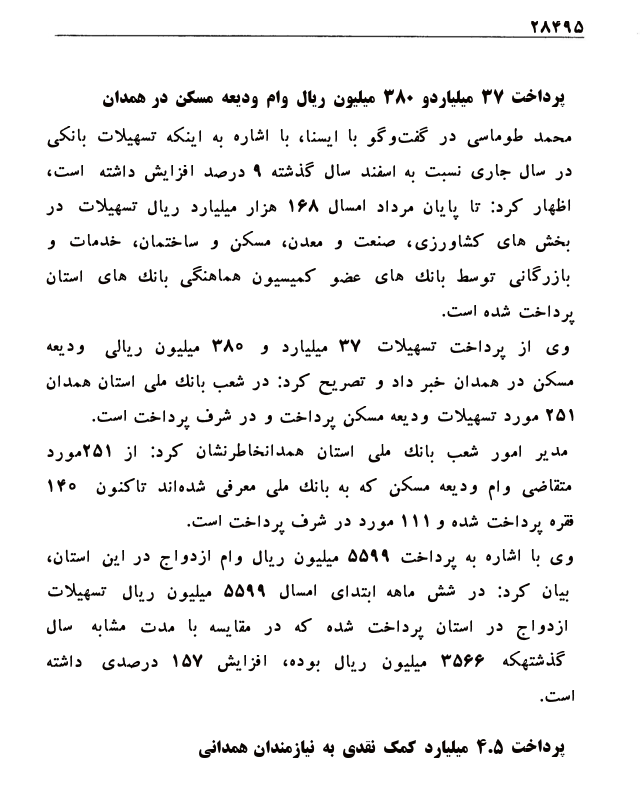 ۲۸۴۹۵
پرداخت ۳۷ میلیاردو ۳۸۰ میلیون ریال وام ودیعه مسکن در همدان
محمد طوماسی در گفت‌وگو با ایسنا، با اشاره به اینکه تسهیلات بانکی
در سال جاری نسبت به اسفند سال گذشته ۹ درصد افزایش داشته است،
اظهار کرد: تا پایان مرداد امسال ۱۶۸ هزار میلیارد ریال تسهیلات در
بخش های کشاورزی، صنعت و معدن، مسکن و ساختمان، خدمات و
بازرگانی توسط بانك های عضو کمیسیون هماهنگی بانك های استان
پرداخت شده است.
وی از پرداخت تسهیلات ۳۷ میلیارد و ۳۸۰ میلیون ریالی ودیعه
مسکن در همدان خبر داد و تصریح کرد: در شعب بانك ملی استان همدان
۲۵۱ مورد تسهیلات ودیعه مسکن پرداخت و در شرف پرداخت است.
مدیر امور شعب بانك ملی استان همدانخاطرنشان کرد: از ۲۵۱مورد
متقاضی وام ودیعه مسکن که به بانك ملی معرفی شده‌اند تاکنون ۱۴۰
فقره پرداخت شده و ۱۱۱ مورد در شرف پرداخت است.
وی با اشاره به پرداخت ۵۵۹۹ میلیون ریال وام ازدواج در این استان،
بیان کرد: در شش ماهه ابتدای امسال ۵۵۹۹ میلیون ریال تسهیلات
ازدواج در استان پرداخت شده که در مقایسه با مدت مشابه سال
گذشتهکه ۳۵۶۶ میلیون ریال بوده، افزایش ۱۵۷ درصدی داشته
است.
پرداخت ۴.۵ میلیارد کمک نقدی به نیازمندان همدانی